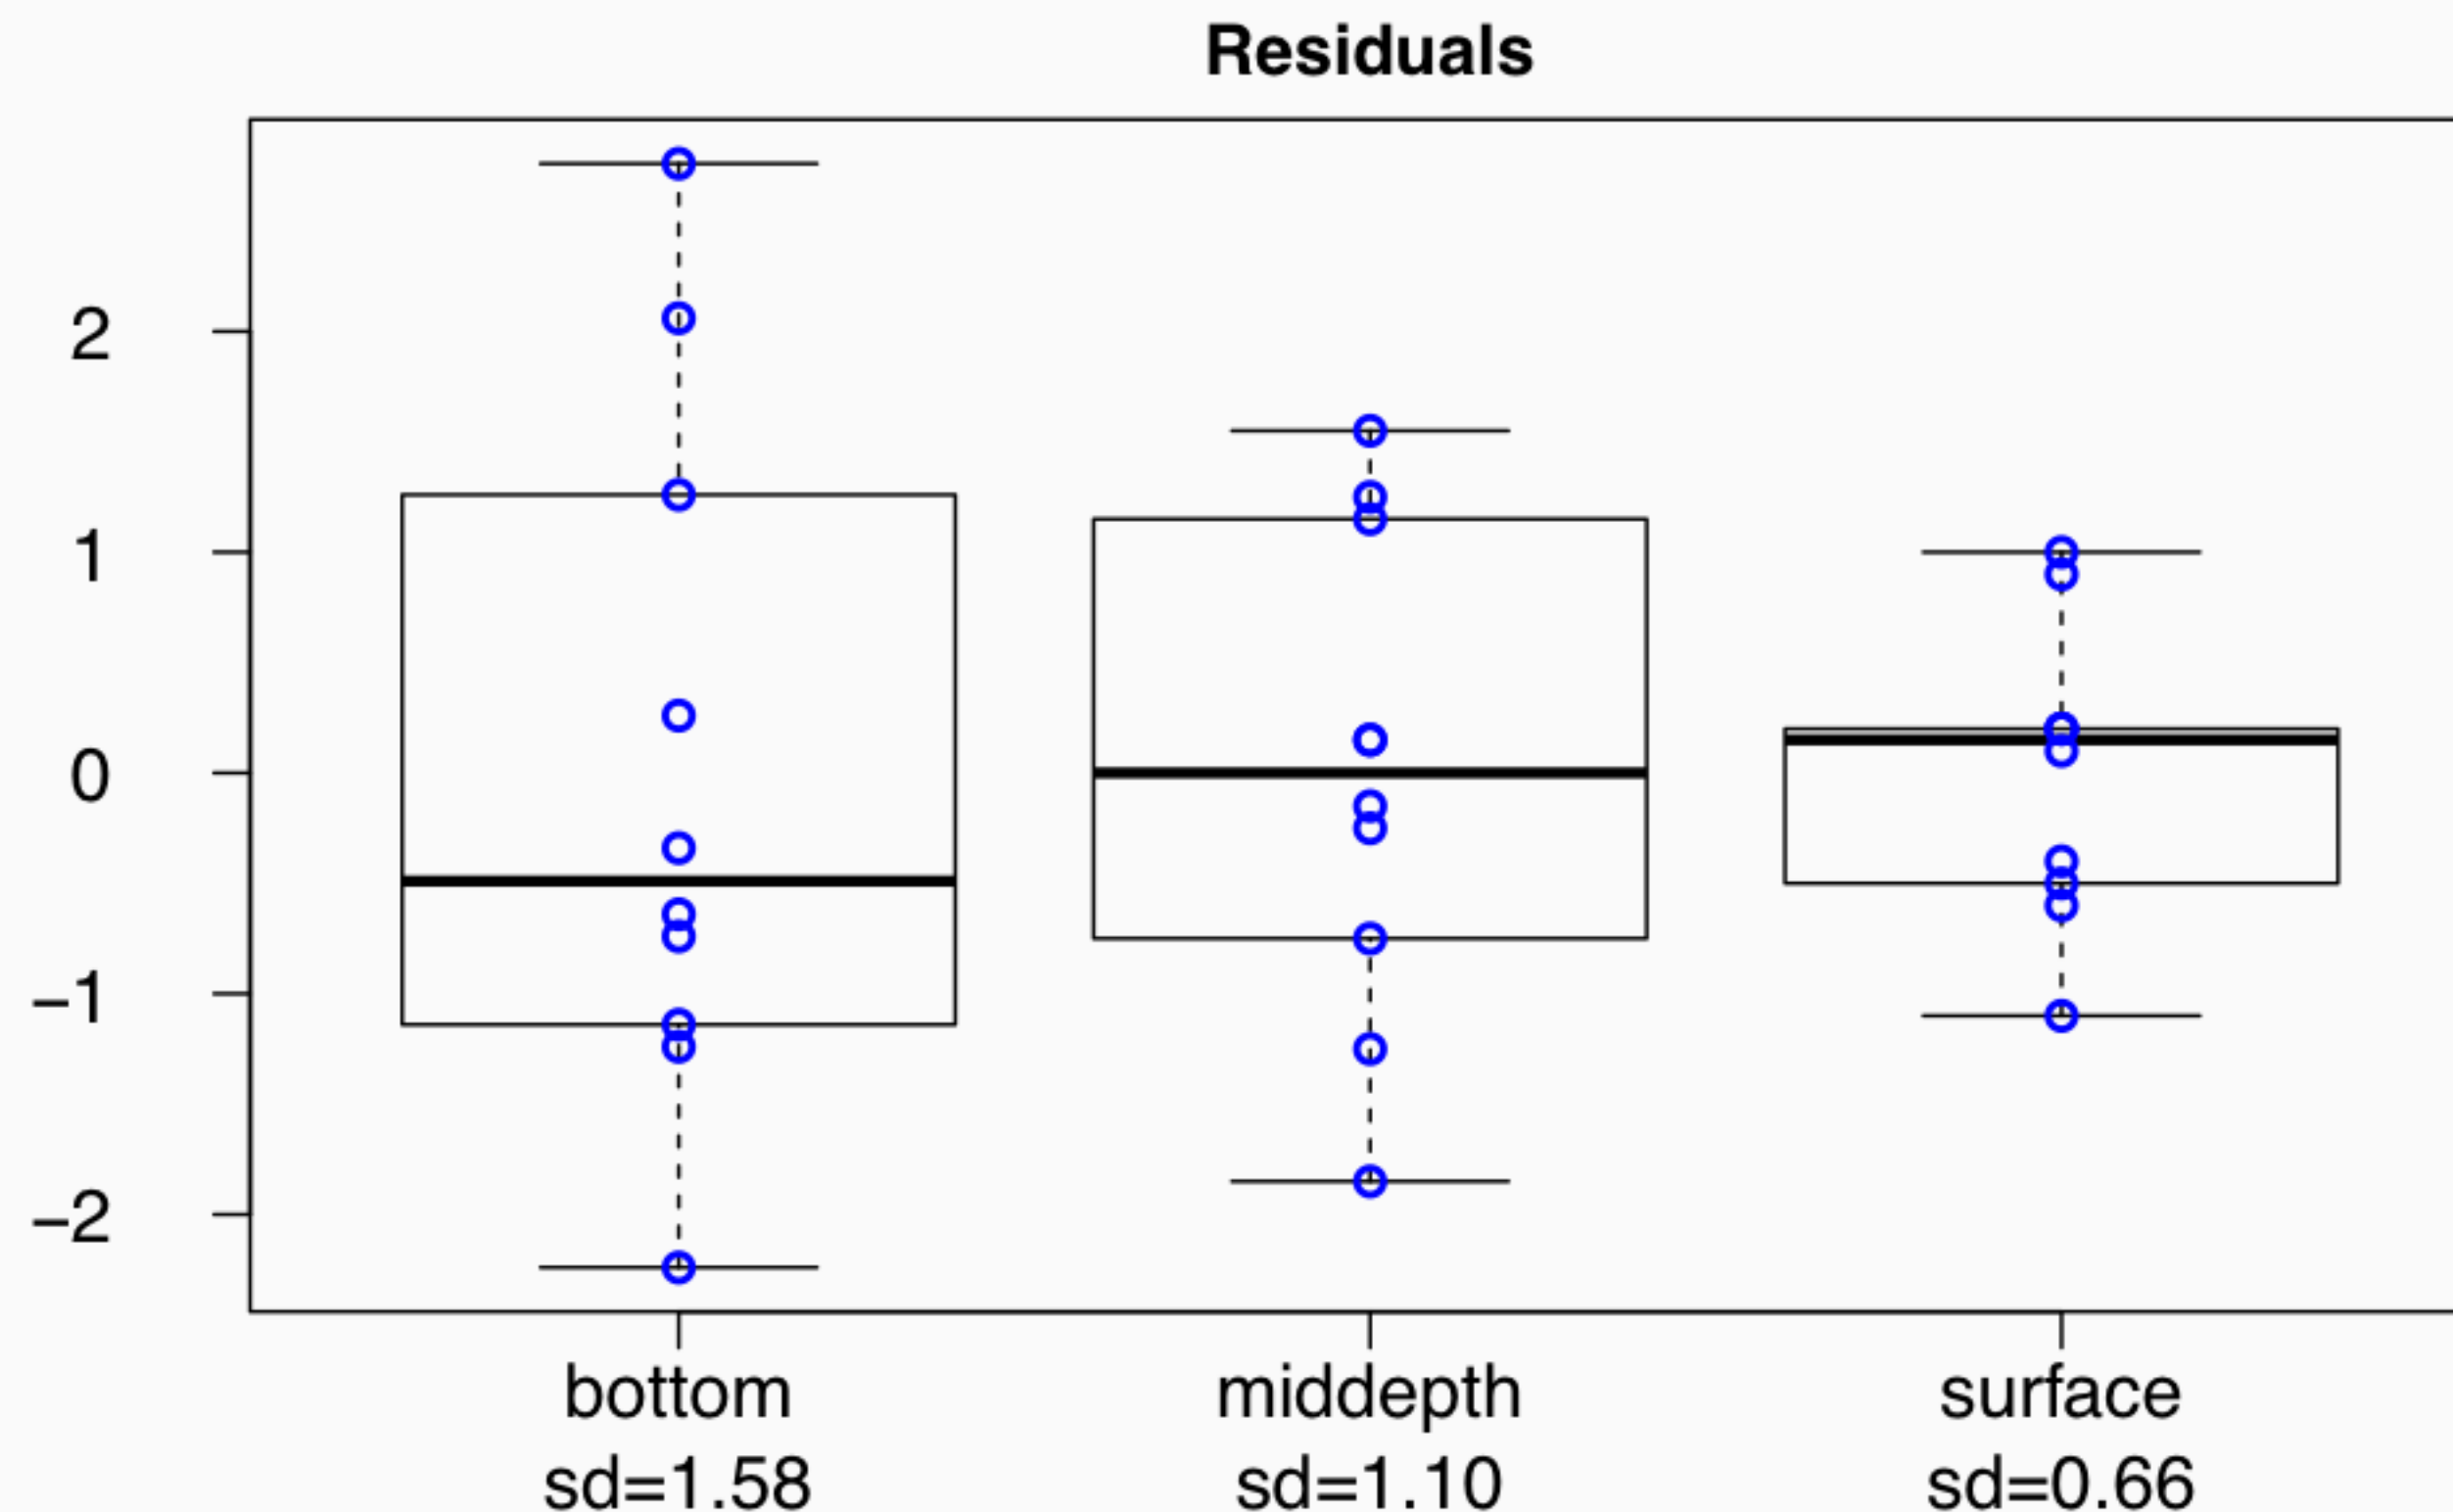 Residuals
2
1
0
−1
−2
bottom middepth surface
sd=1.58 sd=1.10 sd=0.66